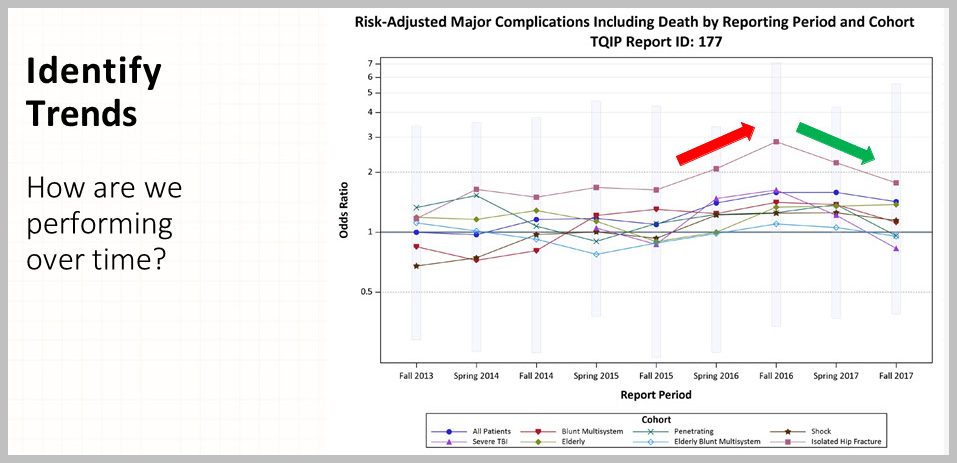 Identify
Trends
How are we
performing
over time?
Risk-Adjusted Major Complications Including Death by Reporting Period and Cohort
TQIP Report ID: 177
Odds Ratio
7
6
5
4
3
2
1
0.5
Fall 2013 Spring 2014 Fall 2014 Spring 2015 Fall 2015 Spring 2016 Fall 2016 Spring 2017 Fall 2017
Report Period
Cohort
All Patients Blunt Multisystem Penetrating Shock
Severe TBI Elderly Elderly Blunt Multisystem Isolated Hip Fracture